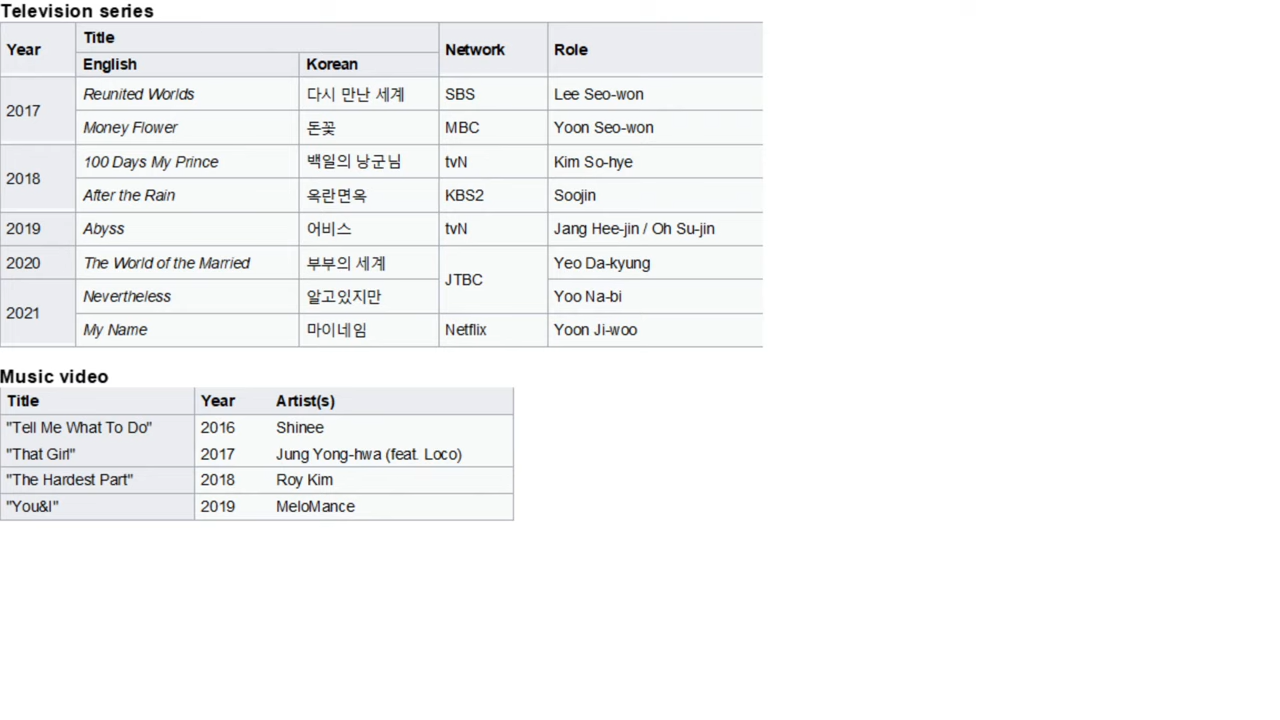 Television series
Year Title Network Role
English Korean
2017 Reunited Worlds 다시 만난 세계 SBS Lee Seo-won
Money Flower 돈꽃 MBC Yoon Seo-won
2018 100 Days My Prince 백일의 낭군님 tvN Kim So-hye
After the Rain 옥란면옥 KBS2 Soojin
2019 Abyss 어비스 tvN Jang Hee-jin / Oh Su-jin
2020 The World of the Married 부부의 세계 JTBC Yeo Da-kyung
2021 Nevertheless 알고있지만 Yoo Na-bi
My Name 마이네임 Netflix Yoon Ji-woo
Music video
Title Year Artist(s)
"Tell Me What To Do" 2016 Shinee
"That Girl" 2017 Jung Yong-hwa (feat. Loco)
"The Hardest Part" 2018 Roy Kim
"You&I" 2019 MeloMance